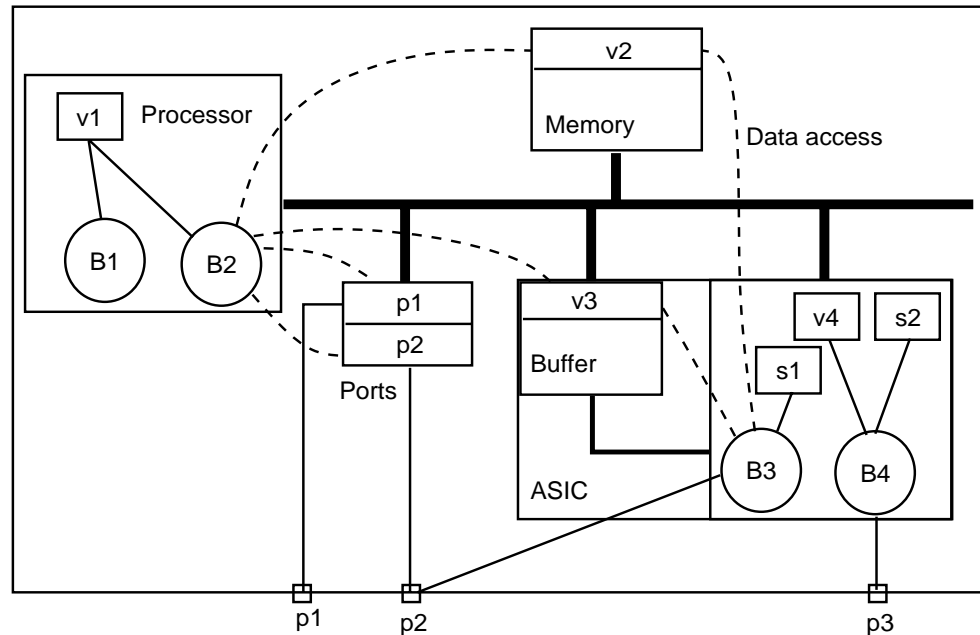 v2
v1
Processor
Memory
Data access
B1
B2
p1
v3
v4
s2
p2
Buffer
s1
Ports
ASIC
B3
B4
p1
p2
p3